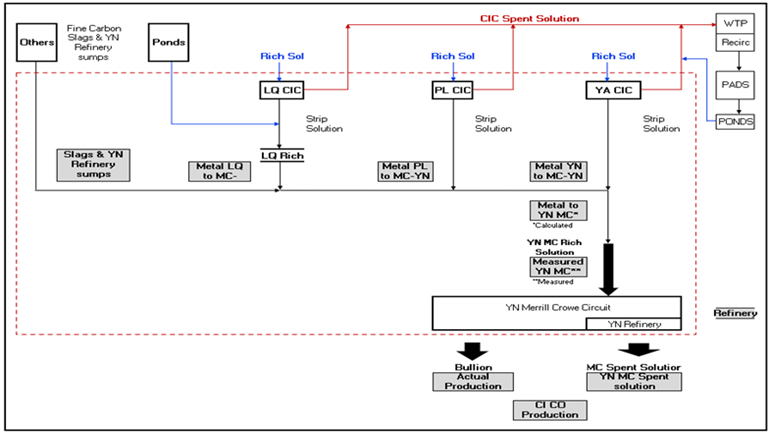 CIC Spent Solution
Others
Fine Carbon
Slags & YN
Refinery
sumps
Ponds
WTP
Recirc
PADS
PONDS
Rich Sol
Rich Sol
Rich Sol
LQ CIC
PL CIC
YA CIC
Strip
Solution
Strip
Solution
Strip
Solution
LQ Rich
Slags & YN
Refinery
sumps
Metal LQ
to MC-
Metal PL
to MC-YN
Metal YN
to MC-YN
Metal to
YN MC*
*Calculated
YN MC Rich
Solution
Measured
YN MC**
**Measured
YN Merrill Crowe Circuit
YN Refinery
Refinery
Bullion
Actual
Production
MC Spent Solutior
YN MC Spent
solution
CI CO
Production